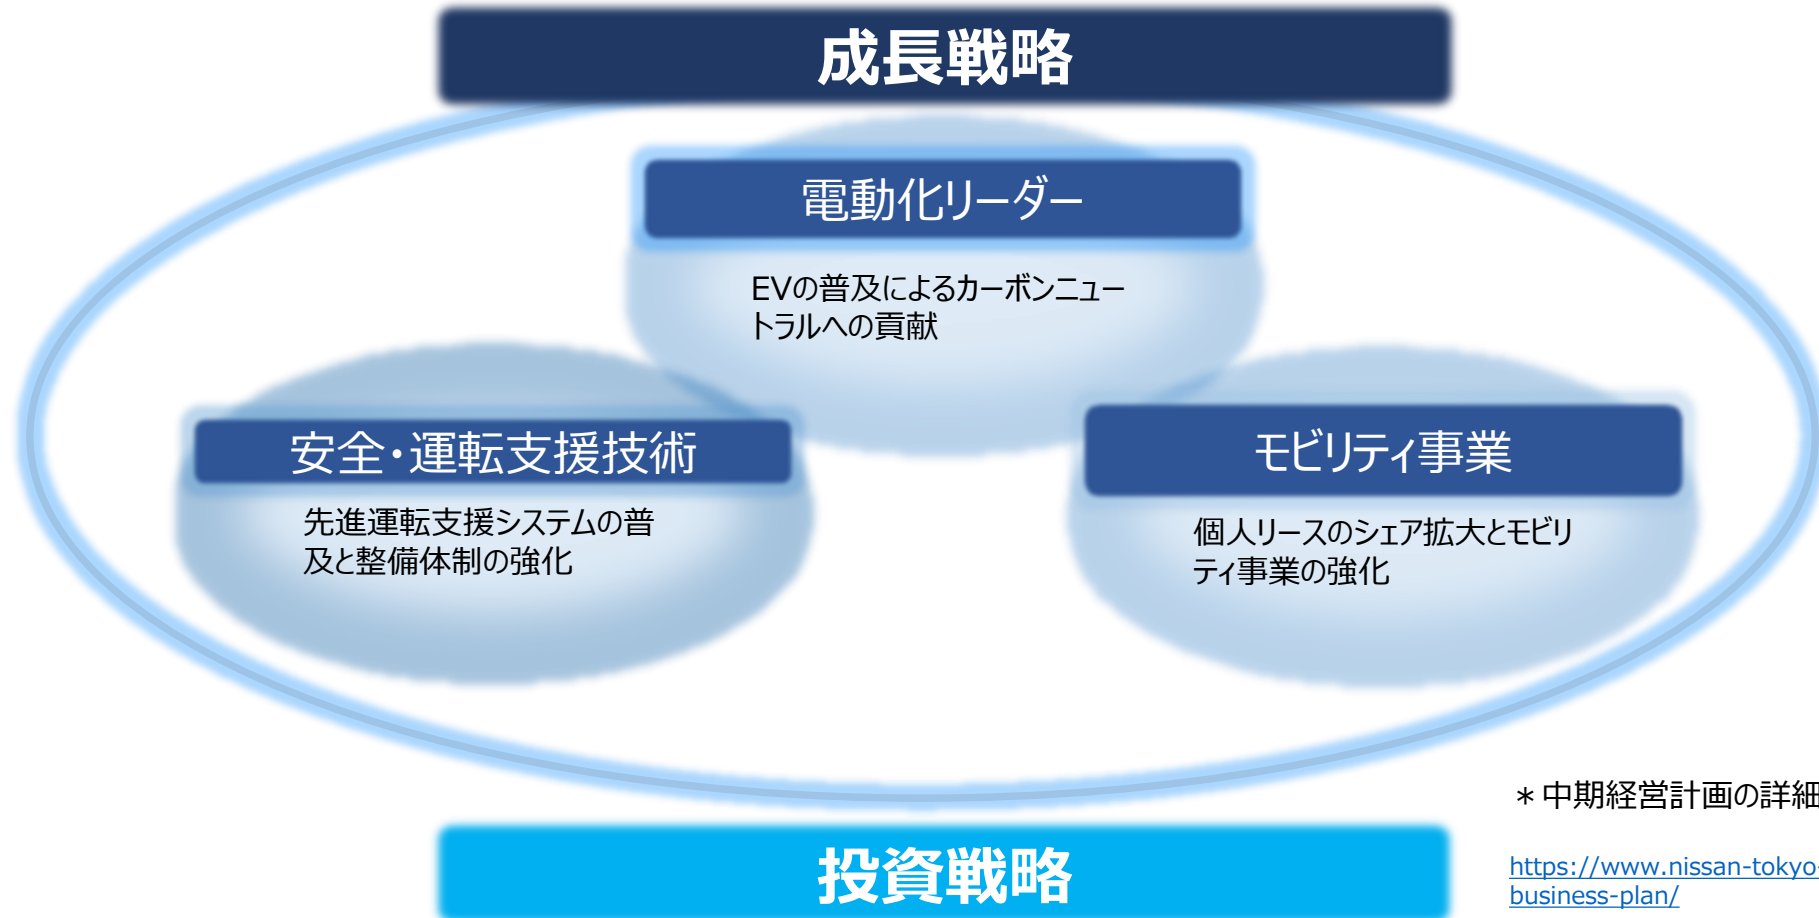 成長戦略
電動化リーダー
EVの普及によるカーボンニュー
トラルへの貢献
安全・運転支援技術
先進運転支援システムの普
及と整備体制の強化
モビリティ事業
個人リースのシェア拡大とモビリ
ティ事業の強化
＊中期経営計画の詳細
投資戦略
https://www.nissan-tokyo-
business-plan/